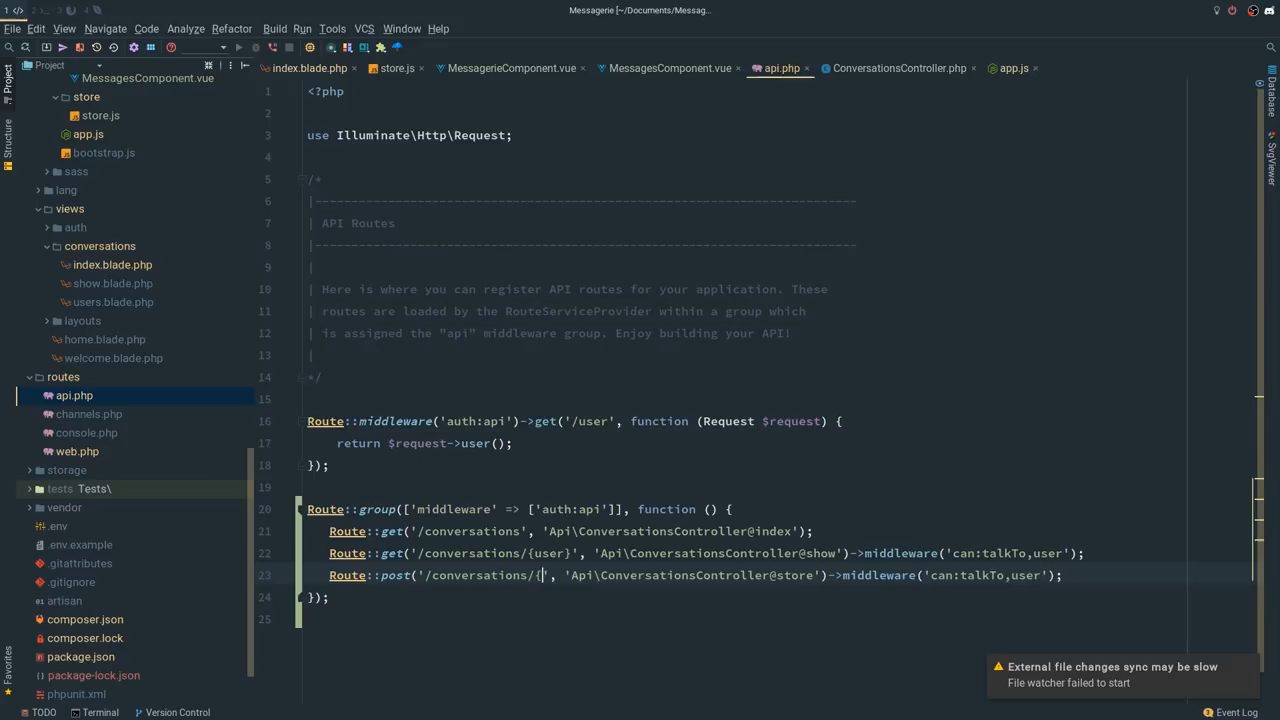 1 </>
2
3
4
Messagerie [~/Documents/Messag...
File Edit View Navigate Code Analyze Refactor Build Run Tools VCS Window Help
Project
index.blade.php
store.js
MessagerieComponent.vue
MessagesComponent.vue
api.php
ConversationsController.php
app.js
MessagesComponent.vue
store
store.js
app.js
bootstrap.js
sass
lang
views
auth
conversations
index.blade.php
show.blade.php
users.blade.php
layouts
home.blade.php
welcome.blade.php
routes
api.php
channels.php
console.php
web.php
storage
tests Tests\
vendor
.env
.env.example
.gitattributes
.gitignore
artisan
composer.json
composer.lock
package.json
package-lock.json
phpunit.xml
Project
Structure
Favorites
1 <?php
2
3 use Illuminate\Http\Request;
4
5 /*
6 |--------------------------------------------------------------------------
7 | API Routes
8 |--------------------------------------------------------------------------
9 |
10 | Here is where you can register API routes for your application. These
11 | routes are loaded by the RouteServiceProvider within a group which
12 | is assigned the "api" middleware group. Enjoy building your API!
13 |
14 */
15
16 Route::middleware('auth:api')->get('/user', function (Request $request) {
17     return $request->user();
18 });
19
20 Route::group(['middleware' => ['auth:api']], function () {
21    Route::get('/conversations', 'Api\ConversationsController@index');
22    Route::get('/conversations/{user}', 'Api\ConversationsController@show')->middleware('can:talkTo,user');
23    Route::post('/conversations/{', 'Api\ConversationsController@store')->middleware('can:talkTo,user');
24 });
25
Database
SvgViewer
External file changes sync may be slow
File watcher failed to start
TODO
Terminal
Version Control
Event Log